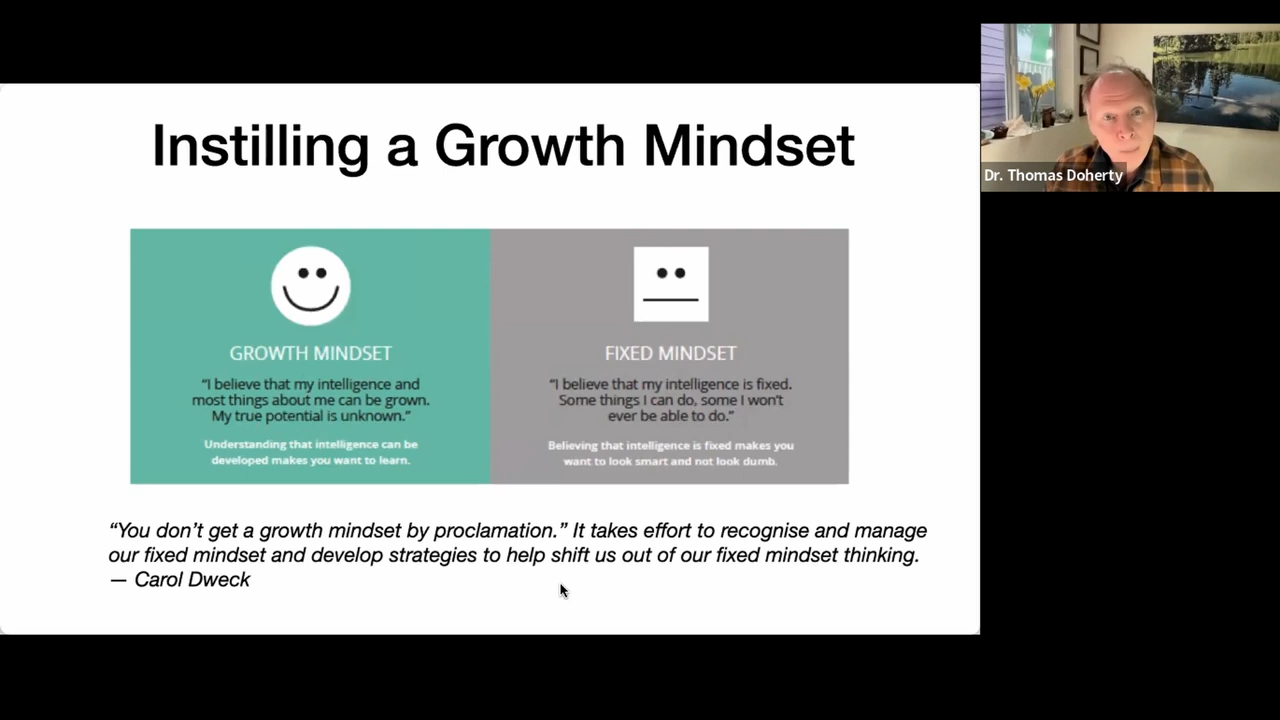 Instilling a Growth Mindset
GROWTH MINDSET
“I believe that my intelligence and
most things about me can be grown.
My true potential is unknown.”
Understanding that intelligence can be
developed makes you want to learn.
FIXED MINDSET
“I believe that my intelligence is fixed.
Some things I can do, some I won’t
ever be able to do.”
Believing that intelligence is fixed makes you
want to look smart and not look dumb.
“You don’t get a growth mindset by proclamation.” It takes effort to recognise and manage
our fixed mindset and develop strategies to help shift us out of our fixed mindset thinking.
— Carol Dweck
Dr. Thomas Doherty